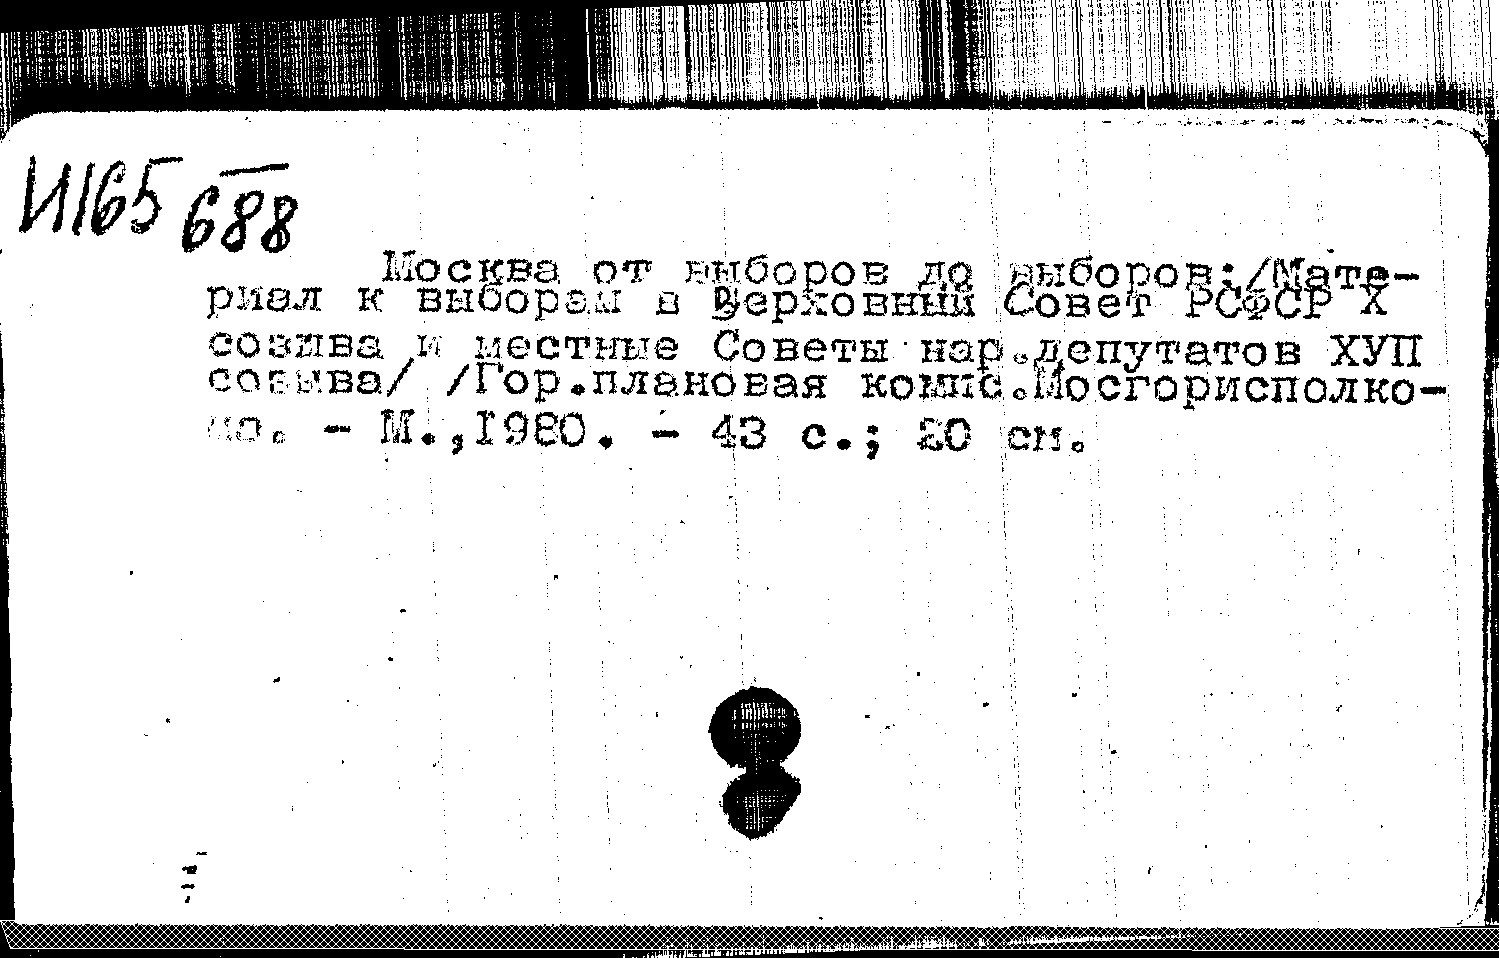 И165 688
Москва от выборов до выборов:/Мате-
риал к выборам в Верховный Совет РСФСР X
созыва и местные Советы нар.депутатов ХУП
созыва/ /Гор.плановая комис.Мосгорисполко-
ма. - М.,1980. - 43 с.; 20 см.